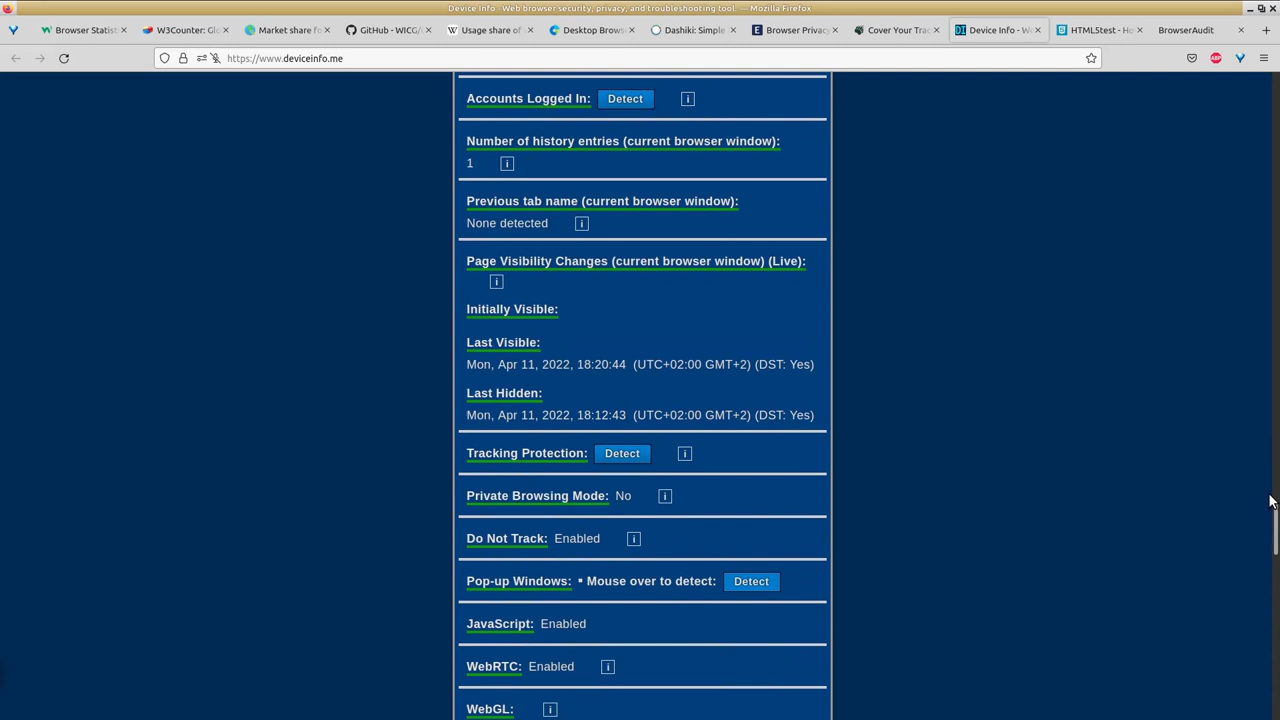 Device Info - Web browser security, privacy, and troubleshooting tool. — Mozilla Firefox
Browser Statist
W3Counter: Glo
Market share fo
GitHub - WICG/
Usage share of
Desktop Browse
Dashiki: Simple
Browser Privac
Cover Your Trac
Device Info - We
HTML5test - Ho
BrowserAudit
https://www.deviceinfo.me
ABP
Accounts Logged In: Detect i
Number of history entries (current browser window):
1 i
Previous tab name (current browser window):
None detected i
Page Visibility Changes (current browser window) (Live):
i
Initially Visible:
Last Visible:
Mon, Apr 11, 2022, 18:20:44 (UTC+02:00 GMT+2) (DST: Yes)
Last Hidden:
Mon, Apr 11, 2022, 18:12:43 (UTC+02:00 GMT+2) (DST: Yes)
Tracking Protection: Detect i
Private Browsing Mode: No i
Do Not Track: Enabled i
Pop-up Windows: ▪ Mouse over to detect: Detect
JavaScript: Enabled
WebRTC: Enabled i
WebGL: i